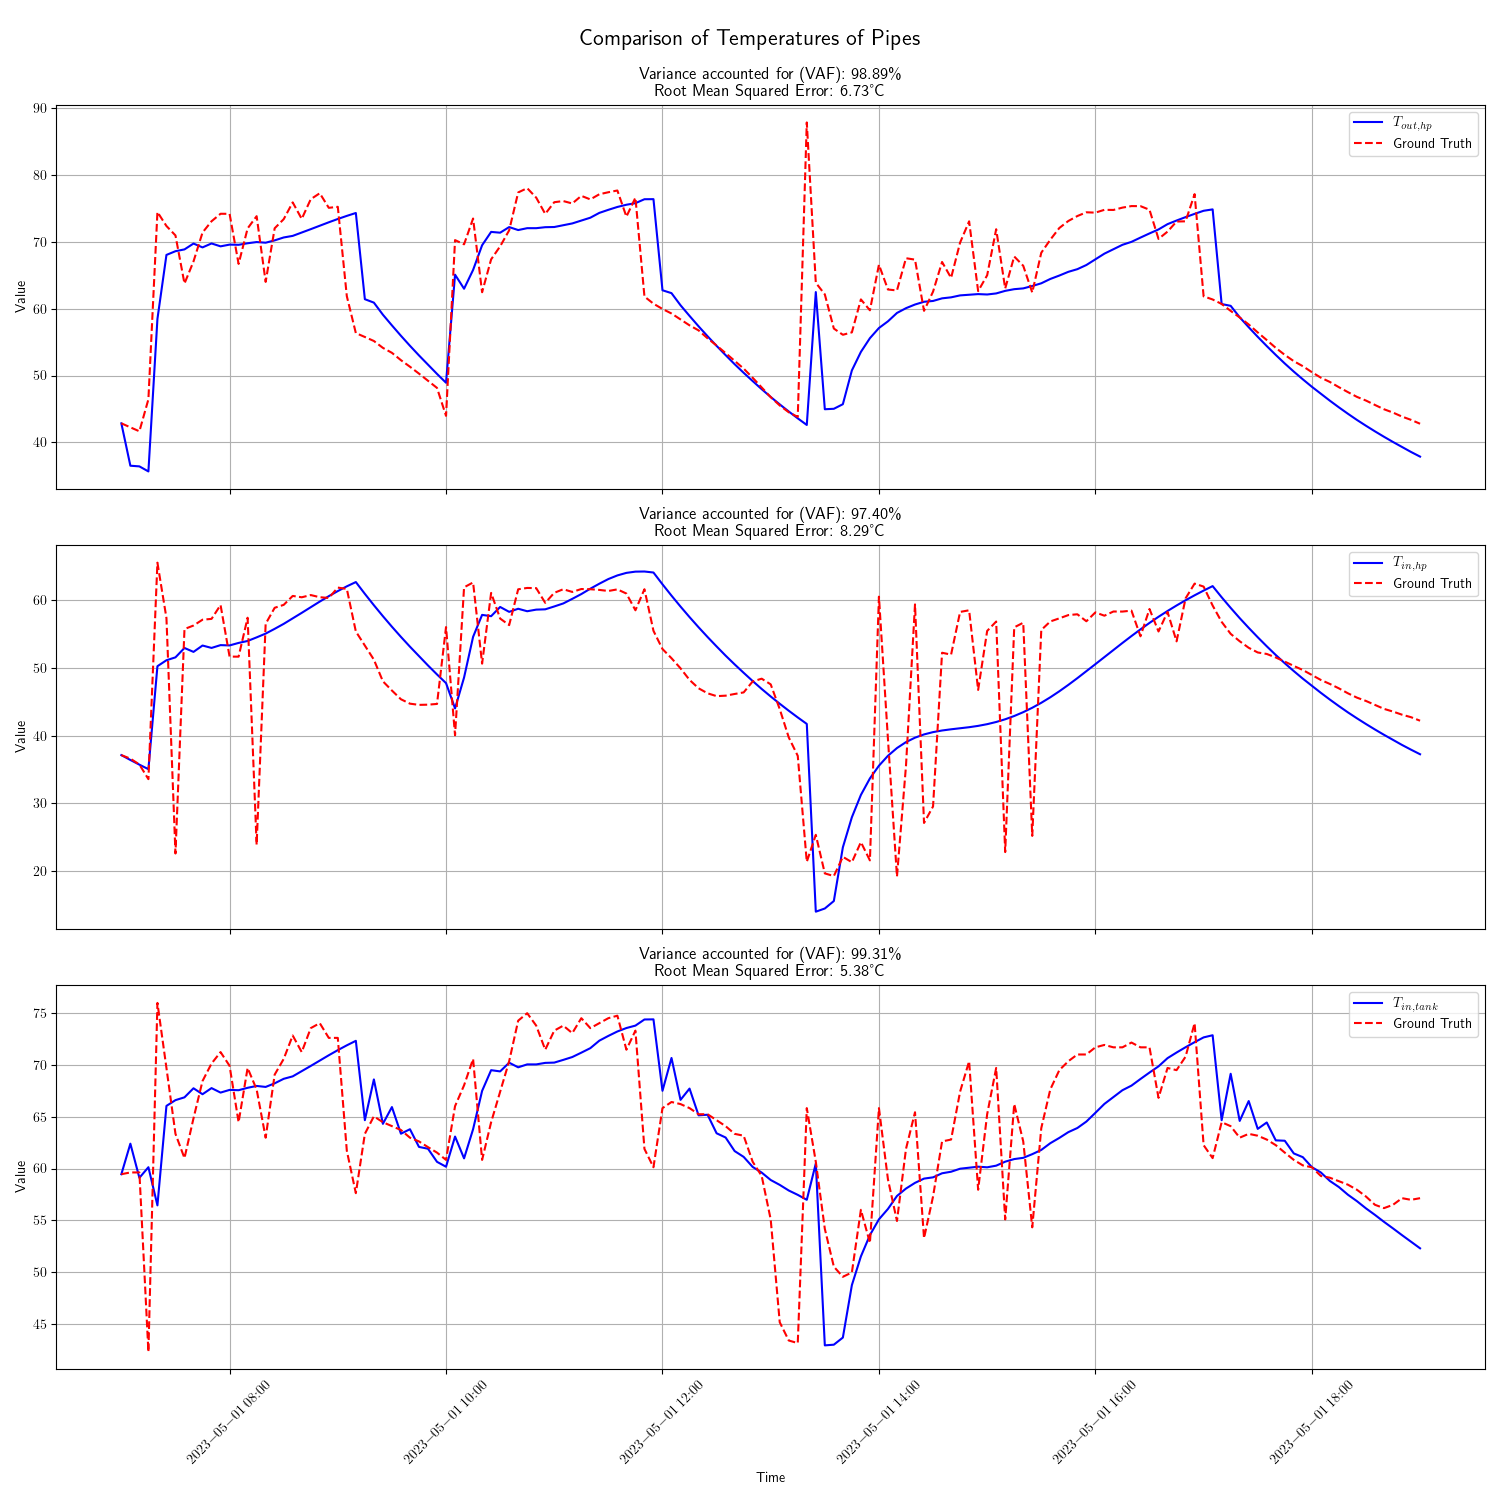 Comparison of Temperatures of Pipes
Variance accounted for (VAF): 98.89%
Root Mean Squared Error: 6.73°C
90
80
70
60
50
40
Value
T_{out,hp}
Ground Truth
Variance accounted for (VAF): 97.40%
Root Mean Squared Error: 8.29°C
60
50
40
30
20
Value
T_{in,hp}
Ground Truth
Variance accounted for (VAF): 99.31%
Root Mean Squared Error: 5.38°C
75
70
65
60
55
50
45
Value
T_{in,tank}
Ground Truth
2023-05-01 08:00
2023-05-01 10:00
2023-05-01 12:00
2023-05-01 14:00
2023-05-01 16:00
2023-05-01 18:00
Time